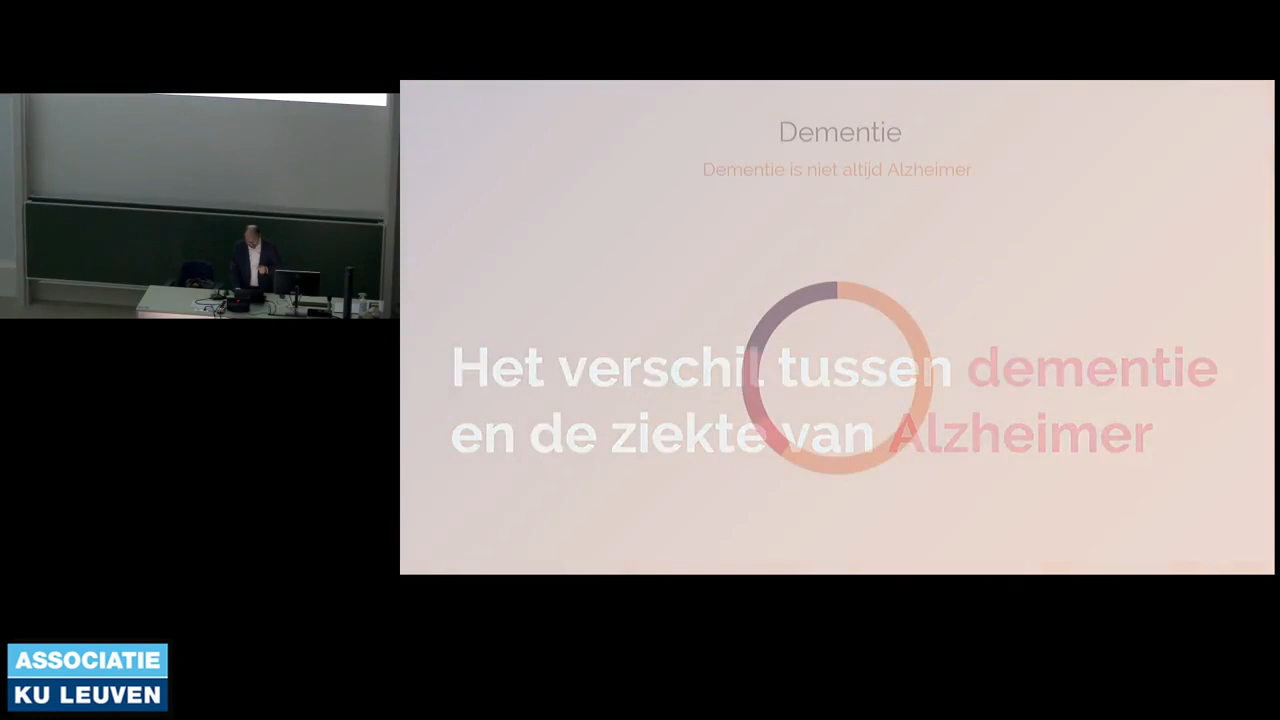 Dementie
Dementie is niet altijd Alzheimer
Het verschil tussen dementie
en de ziekte van Alzheimer
ASSOCIATIE
KU LEUVEN